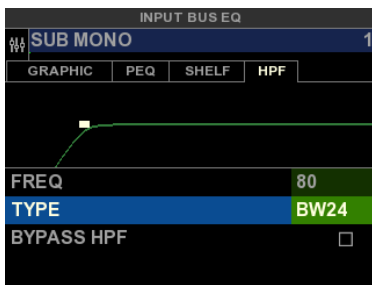 INPUT BUS EQ
SUB MONO 1
GRAPHIC PEQ SHELF HPF
FREQ 80
TYPE BW24
BYPASS HPF